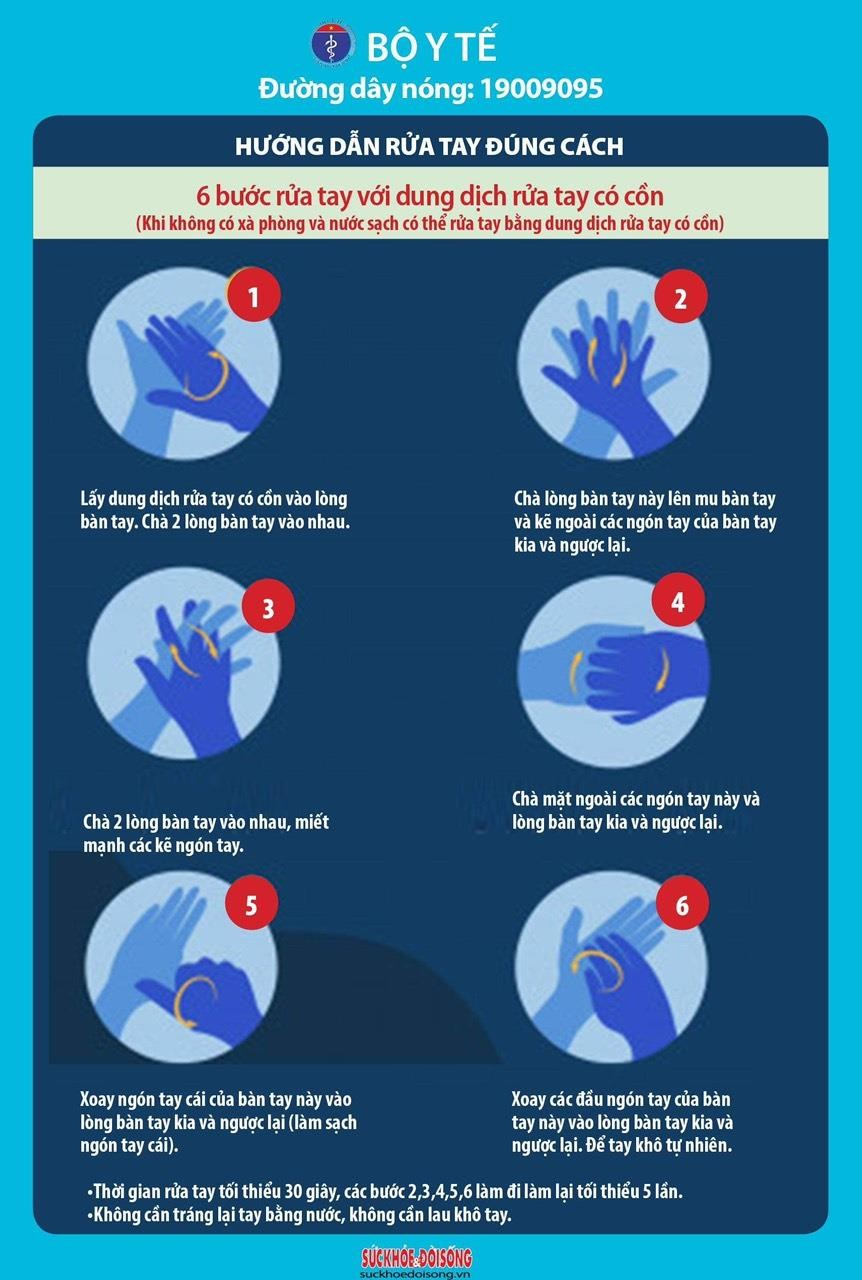 BỘ Y TẾ
Đường dây nóng: 19009095
HƯỚNG DẪN RỬA TAY ĐÚNG CÁCH
6 bước rửa tay với dung dịch rửa tay có cồn
(Khi không có xà phòng và nước sạch có thể rửa tay bằng dung dịch rửa tay có cồn)
1
Lấy dung dịch rửa tay có cồn vào lòng
bàn tay. Chà 2 lòng bàn tay vào nhau.
2
Chà lòng bàn tay này lên mu bàn tay
và kẽ ngoài các ngón tay của bàn tay
kia và ngược lại.
3
Chà 2 lòng bàn tay vào nhau, miết
mạnh các kẽ ngón tay.
4
Chà mặt ngoài các ngón tay này và
lòng bàn tay kia và ngược lại.
5
Xoay ngón tay cái của bàn tay này vào
lòng bàn tay kia và ngược lại (làm sạch
ngón tay cái).
6
Xoay các đầu ngón tay của bàn
tay này vào lòng bàn tay kia và
ngược lại. Để tay khô tự nhiên.
•Thời gian rửa tay tối thiểu 30 giây, các bước 2,3,4,5,6 làm đi làm lại tối thiểu 5 lần.
•Không cần tráng lại tay bằng nước, không cần lau khô tay.
SỨC KHỎE & ĐỜI SỐNG
suckhoedoisong.vn